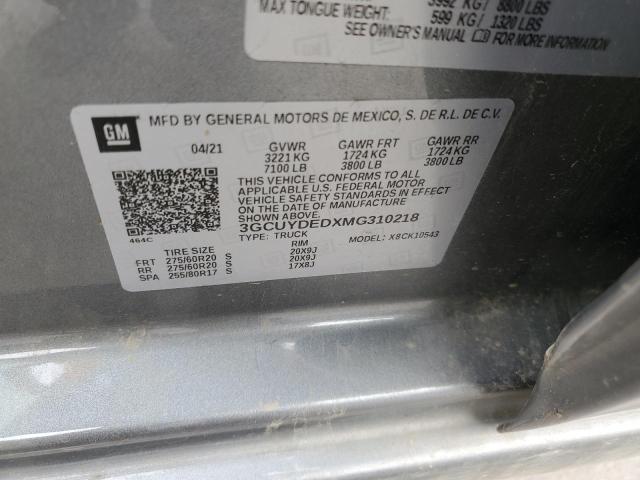 3992 KG / 8800 LBS
MAX TONGUE WEIGHT: 599 KG / 1320 LBS
SEE OWNER'S MANUAL FOR MORE INFORMATION
GM
MFD BY GENERAL MOTORS DE MEXICO, S. DE R.L. DE C.V.
04/21 GVWR GAWR FRT GAWR RR
3221 KG 1724 KG 1724 KG
7100 LB 3800 LB 3800 LB
THIS VEHICLE CONFORMS TO ALL
APPLICABLE U.S. FEDERAL MOTOR
VEHICLE SAFETY STANDARDS IN EFFECT
ON THE DATE OF MANUFACTURE
SHOWN ABOVE.
3GCUYDEDXMG310218
TYPE: TRUCK MODEL: X8CK10543
464C
TIRE SIZE RIM
FRT 275/60R20 S 20X9J
RR 275/60R20 S 20X9J
SPA 255/80R17 S 17X8J